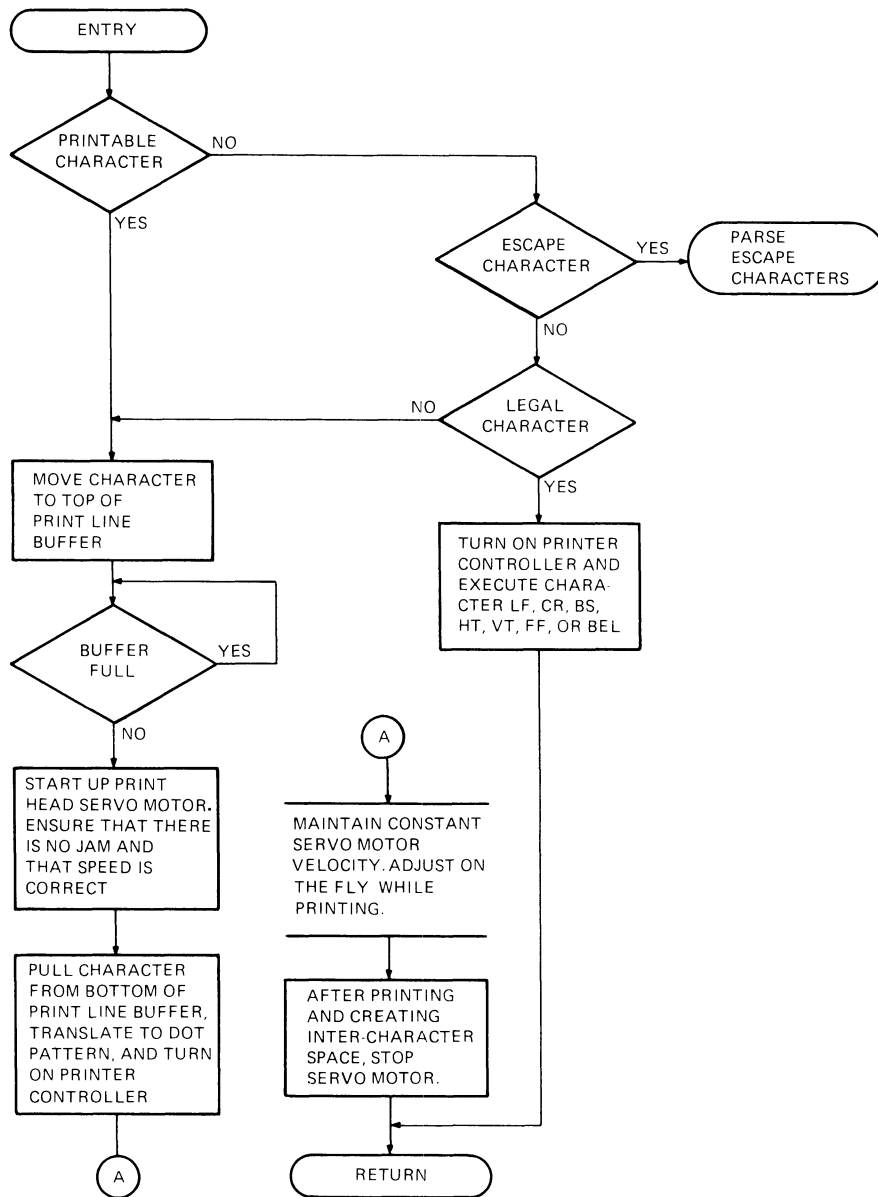 ENTRY
PRINTABLE
CHARACTER
NO
YES
ESCAPE
CHARACTER
YES
PARSE
ESCAPE
CHARACTERS
NO
LEGAL
CHARACTER
NO
YES
MOVE CHARACTER
TO TOP OF
PRINT LINE
BUFFER
TURN ON PRINTER
CONTROLLER AND
EXECUTE CHARA-
CTER LF, CR, BS,
HT, VT, FF, OR BEL
BUFFER
FULL
YES
NO
START UP PRINT
HEAD SERVO MOTOR.
ENSURE THAT THERE
IS NO JAM AND
THAT SPEED IS
CORRECT
PULL CHARACTER
FROM BOTTOM OF
PRINT LINE BUFFER,
TRANSLATE TO DOT
PATTERN, AND TURN
ON PRINTER
CONTROLLER
A
A
MAINTAIN CONSTANT
SERVO MOTOR
VELOCITY. ADJUST ON
THE FLY WHILE
PRINTING.
AFTER PRINTING
AND CREATING
INTER-CHARACTER
SPACE, STOP
SERVO MOTOR.
RETURN